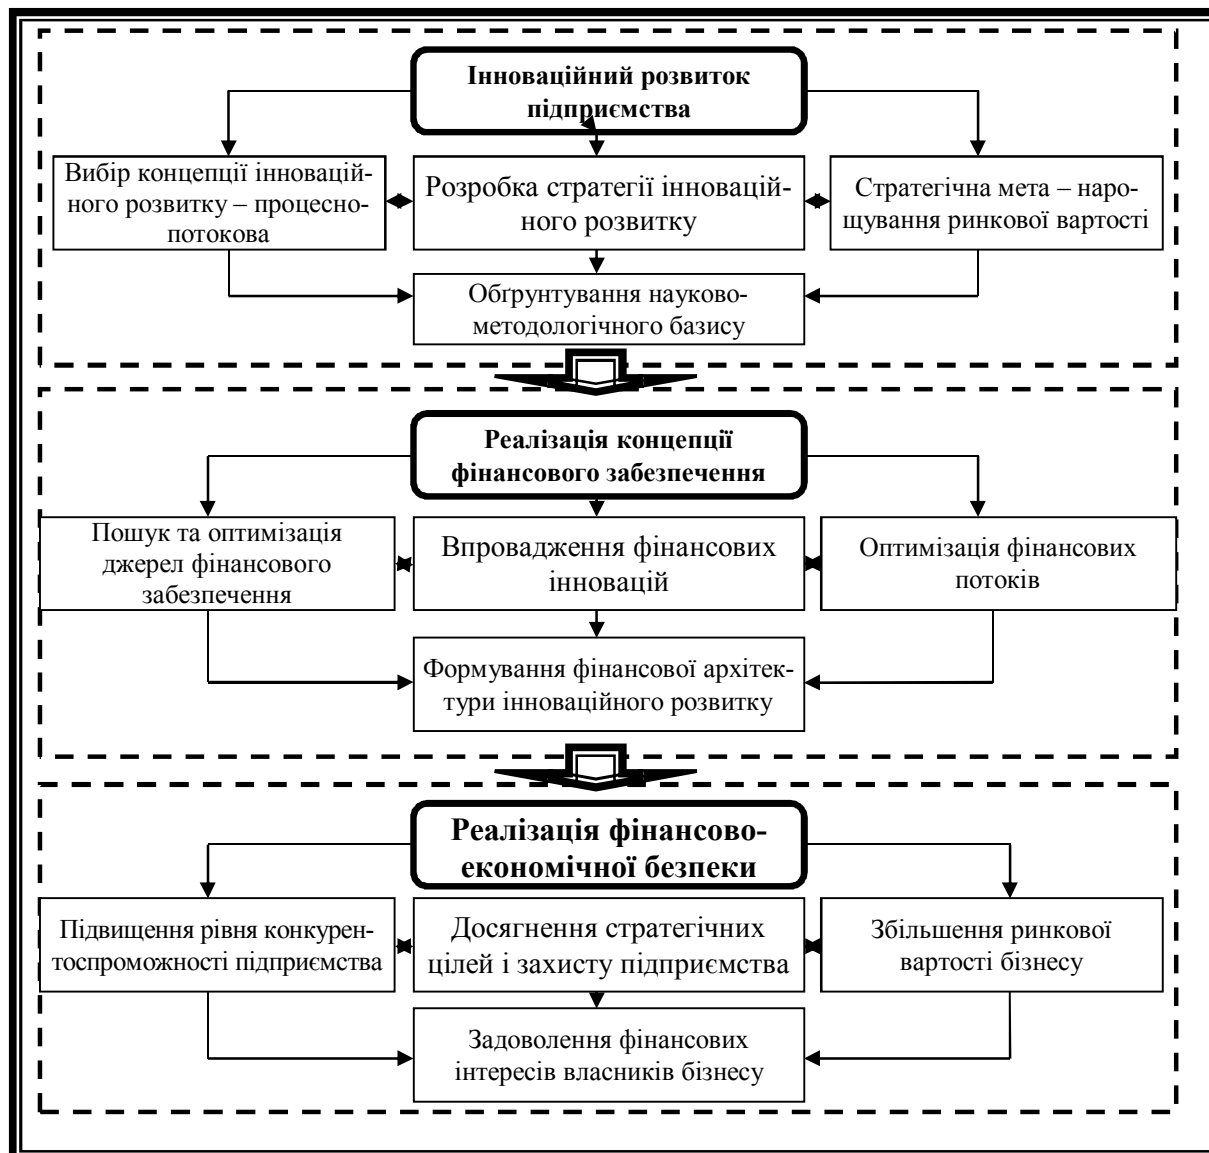 Інноваційний розвиток
підприємства
Вибір концепції інновацій-
ного розвитку – процесно-
потокова
Розробка стратегії інновацій-
ного розвитку
Стратегічна мета – наро-
щування ринкової вартості
Обґрунтування науково-
методологічного базису
Реалізація концепції
фінансового забезпечення
Пошук та оптимізація
джерел фінансового
забезпечення
Впровадження фінансових
інновацій
Оптимізація фінансових
потоків
Формування фінансової архітек-
тури інноваційного розвитку
Реалізація фінансово-
економічної безпеки
Підвищення рівня конкурен-
тоспроможності підприємства
Досягнення стратегічних
цілей і захисту підприємства
Збільшення ринкової
вартості бізнесу
Задоволення фінансових
інтересів власників бізнесу